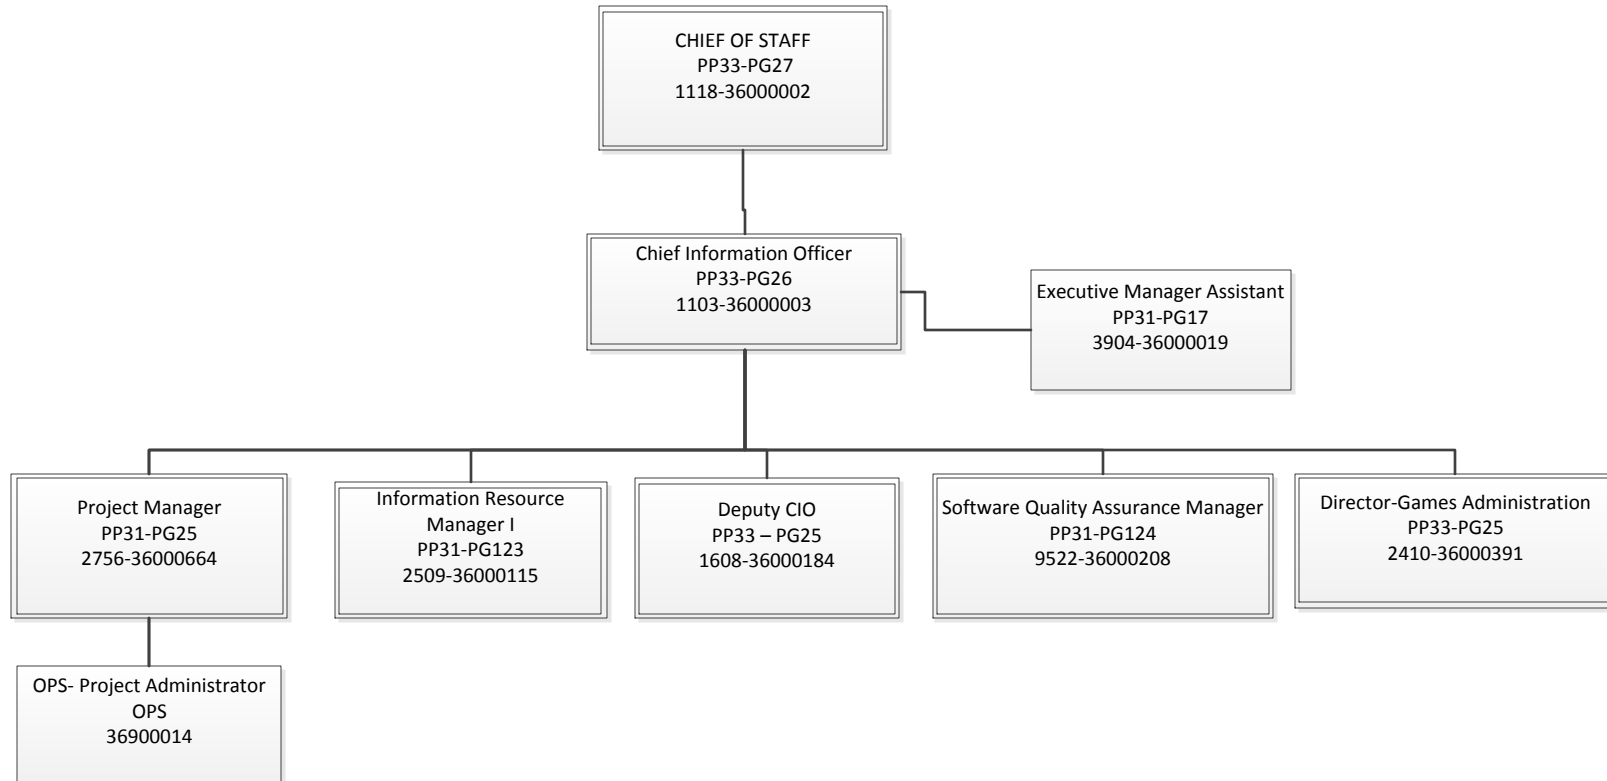 CHIEF OF STAFF
PP33-PG27
1118-36000002
Chief Information Officer
PP33-PG26
1103-36000003
Executive Manager Assistant
PP31-PG17
3904-36000019
Project Manager
PP31-PG25
2756-36000664
Information Resource
Manager I
PP31-PG123
2509-36000115
Deputy CIO
PP33 – PG25
1608-36000184
Software Quality Assurance Manager
PP31-PG124
9522-36000208
Director-Games Administration
PP33-PG25
2410-36000391
OPS- Project Administrator
OPS
36900014